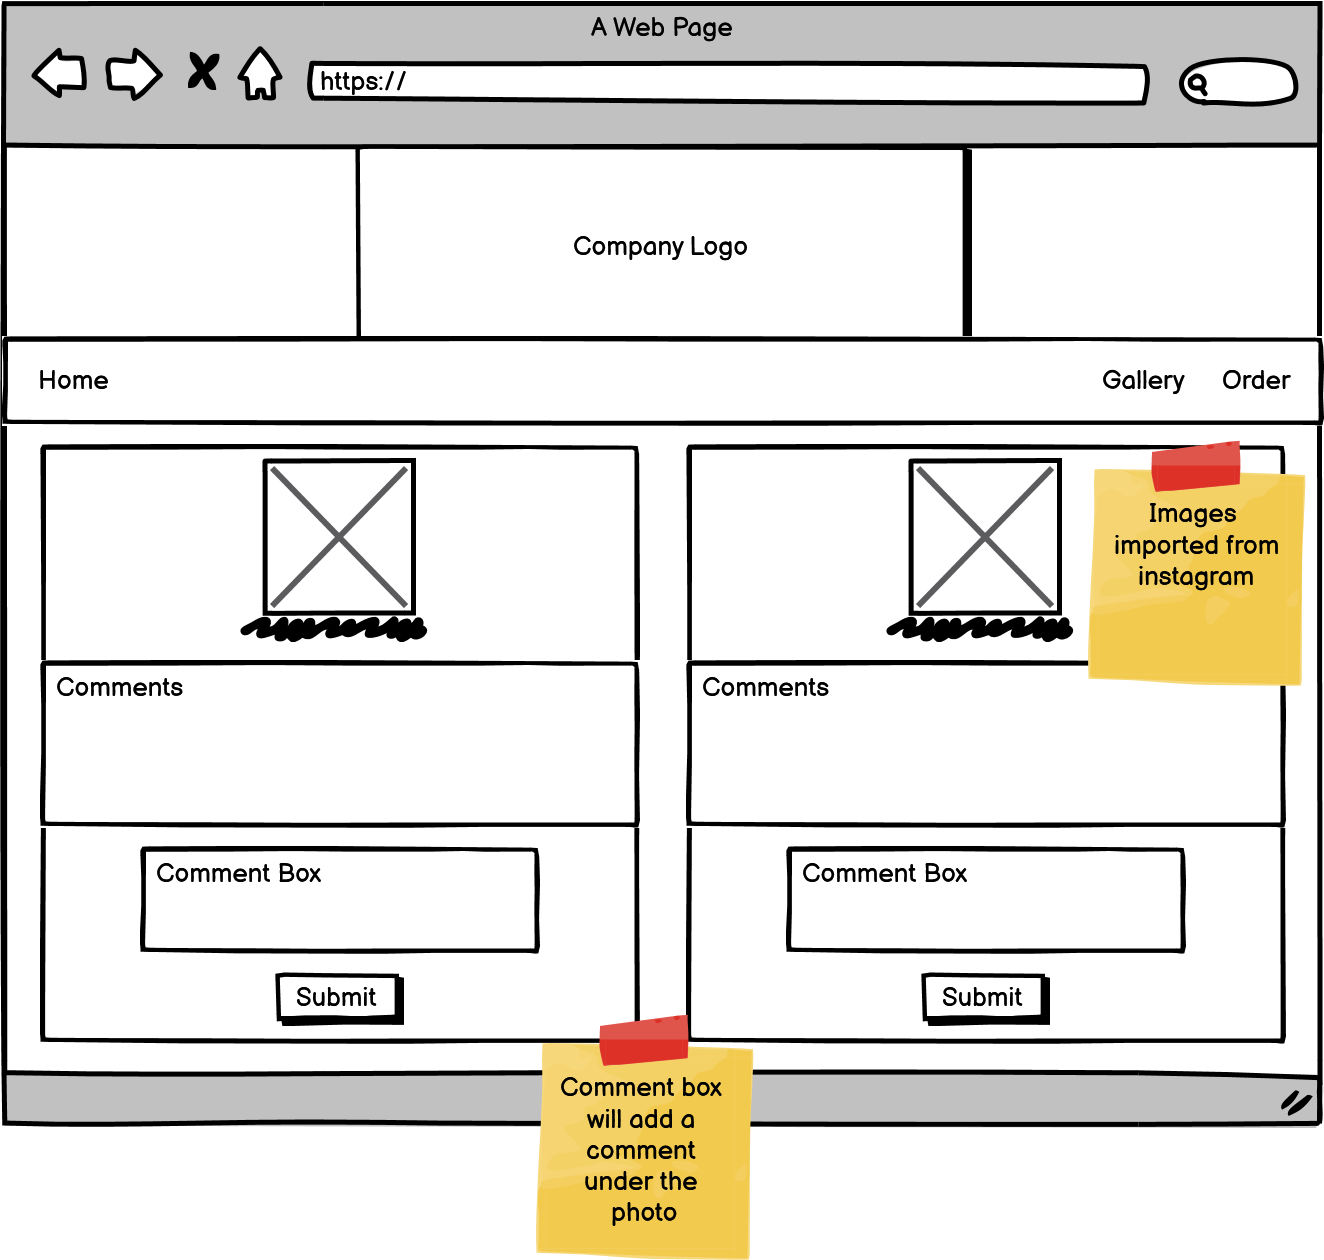 A Web Page
https://
Company Logo
Home
Gallery
Order
Images
imported from
instagram
Comments
Comments
Comment Box
Comment Box
Submit
Submit
Comment box
will add a
comment
under the
photo